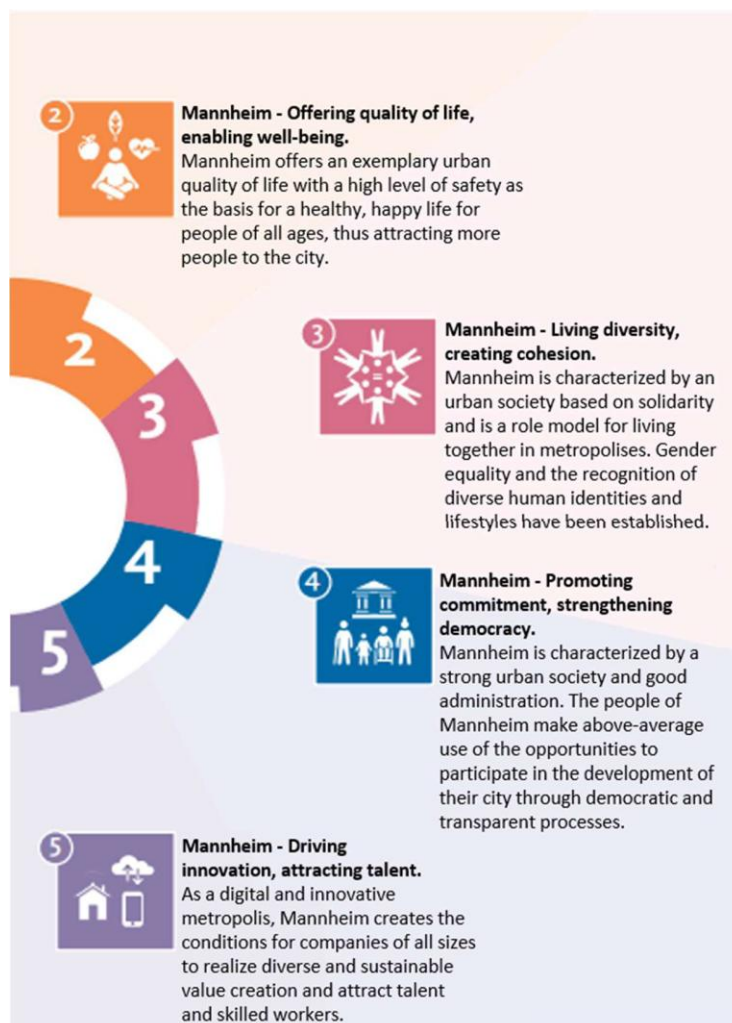 2
Mannheim - Offering quality of life,
enabling well-being.
Mannheim offers an exemplary urban
quality of life with a high level of safety as
the basis for a healthy, happy life for
people of all ages, thus attracting more
people to the city.
2
3
3
Mannheim - Living diversity,
creating cohesion.
Mannheim is characterized by an
urban society based on solidarity
and is a role model for living
together in metropolises. Gender
equality and the recognition of
diverse human identities and
lifestyles have been established.
4
5
4
Mannheim - Promoting
commitment, strengthening
democracy.
Mannheim is characterized by a
strong urban society and good
administration. The people of
Mannheim make above-average
use of the opportunities to
participate in the development of
their city through democratic and
transparent processes.
5
Mannheim - Driving
innovation, attracting talent.
As a digital and innovative
metropolis, Mannheim creates the
conditions for companies of all sizes
to realize diverse and sustainable
value creation and attract talent
and skilled workers.